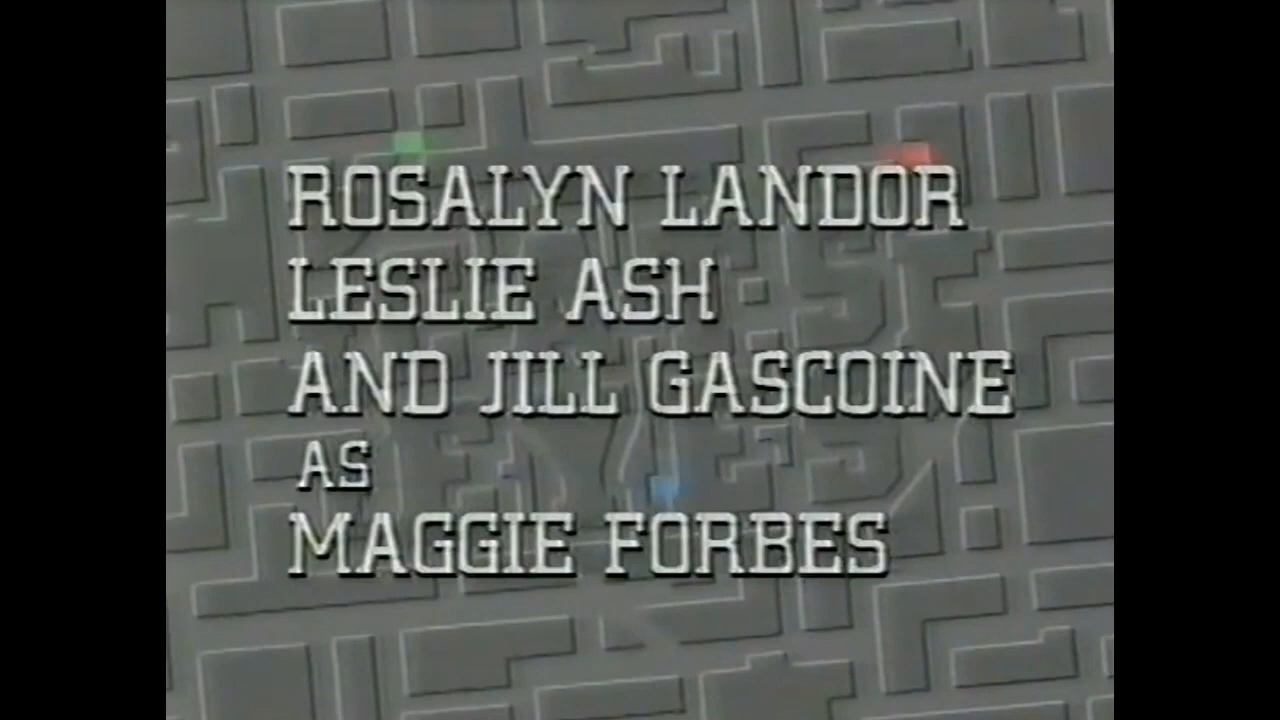 ROSALYN LANDOR
LESLIE ASH
AND JILL GASCOINE
AS
MAGGIE FORBES